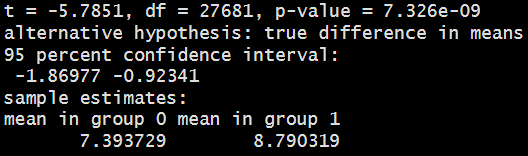 t = -5.7851, df = 27681, p-value = 7.326e-09
alternative hypothesis: true difference in means
95 percent confidence interval:
-1.86977 -0.92341
sample estimates:
mean in group 0 mean in group 1
7.393729 8.790319